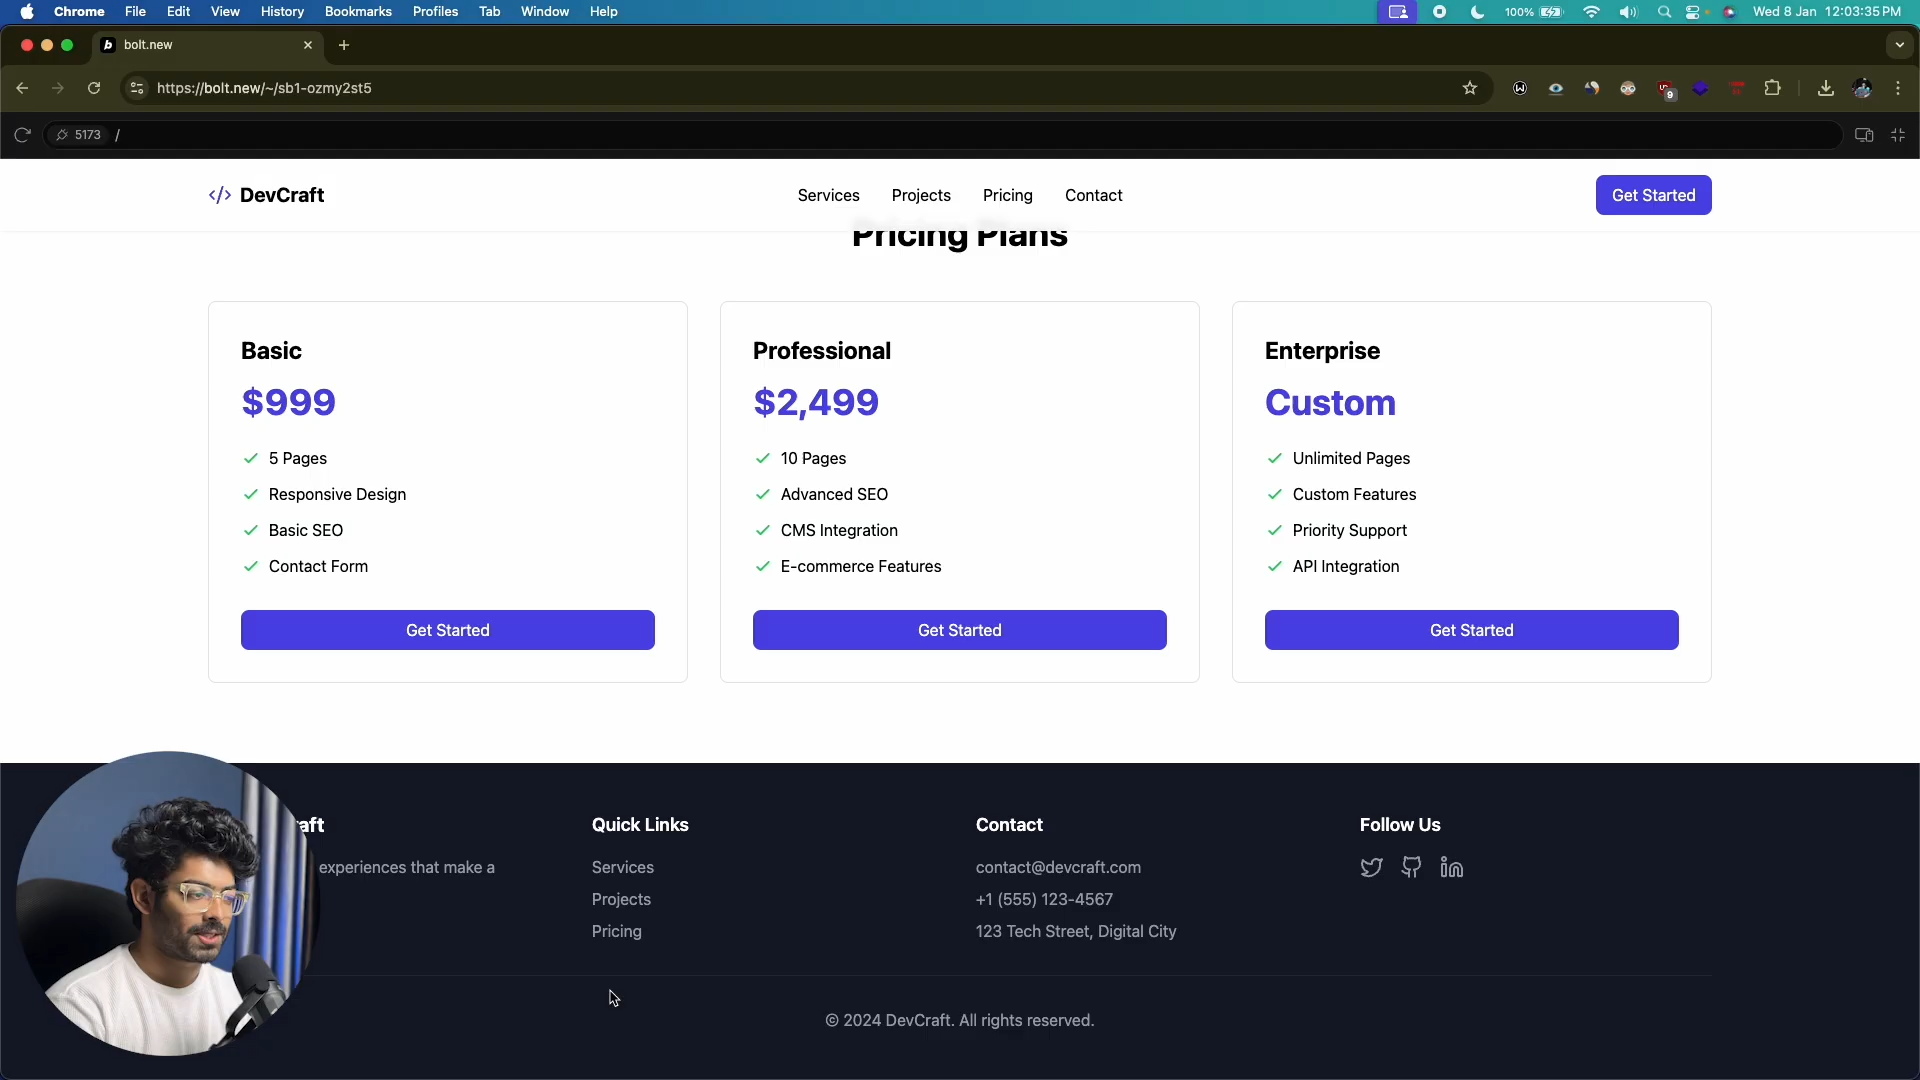 Chrome File Edit View History Bookmarks Profiles Tab Window Help 100% Wed 8 Jan 12:03:35 PM
bolt.new
https://bolt.new/~/sb1-ozmy2st5
9
5173 /
</> DevCraft Services Projects Pricing Contact Get Started
Pricing Plans
Basic
$999
5 Pages
Responsive Design
Basic SEO
Contact Form
Get Started
Professional
$2,499
10 Pages
Advanced SEO
CMS Integration
E-commerce Features
Get Started
Enterprise
Custom
Unlimited Pages
Custom Features
Priority Support
API Integration
Get Started
aft
experiences that make a
Quick Links
Services
Projects
Pricing
Contact
contact@devcraft.com
+1 (555) 123-4567
123 Tech Street, Digital City
Follow Us
© 2024 DevCraft. All rights reserved.